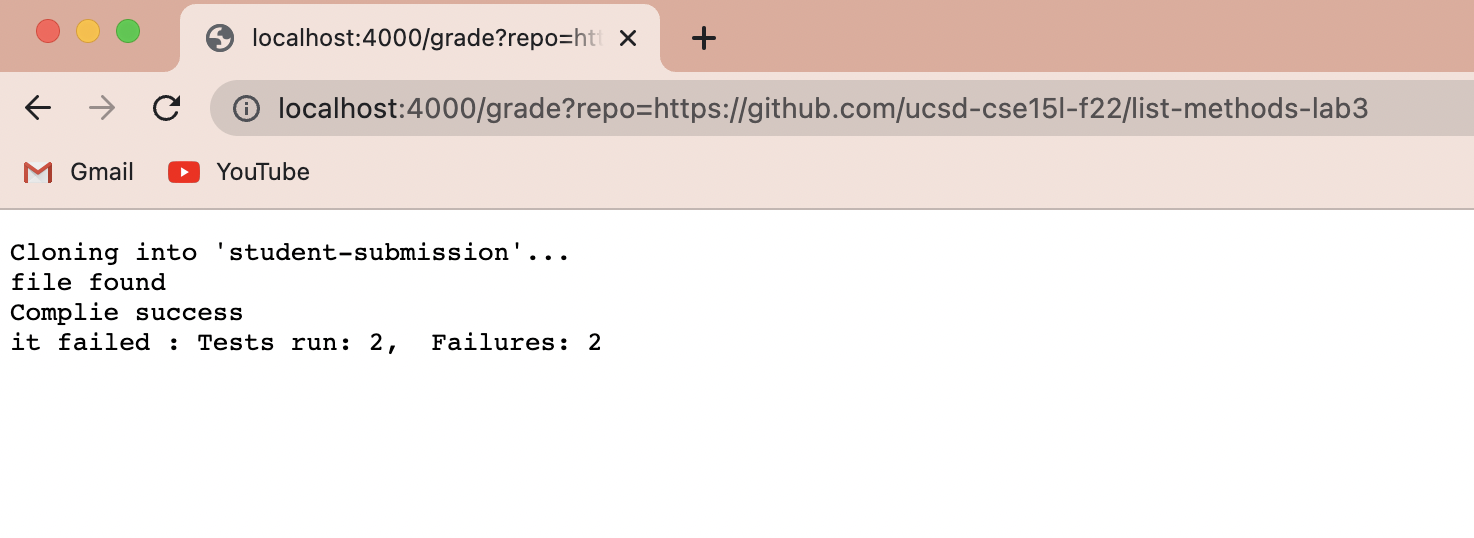 localhost:4000/grade?repo=htt
localhost:4000/grade?repo=https://github.com/ucsd-cse15l-f22/list-methods-lab3
Gmail YouTube
Cloning into 'student-submission'...
file found
Complie success
it failed : Tests run: 2,  Failures: 2